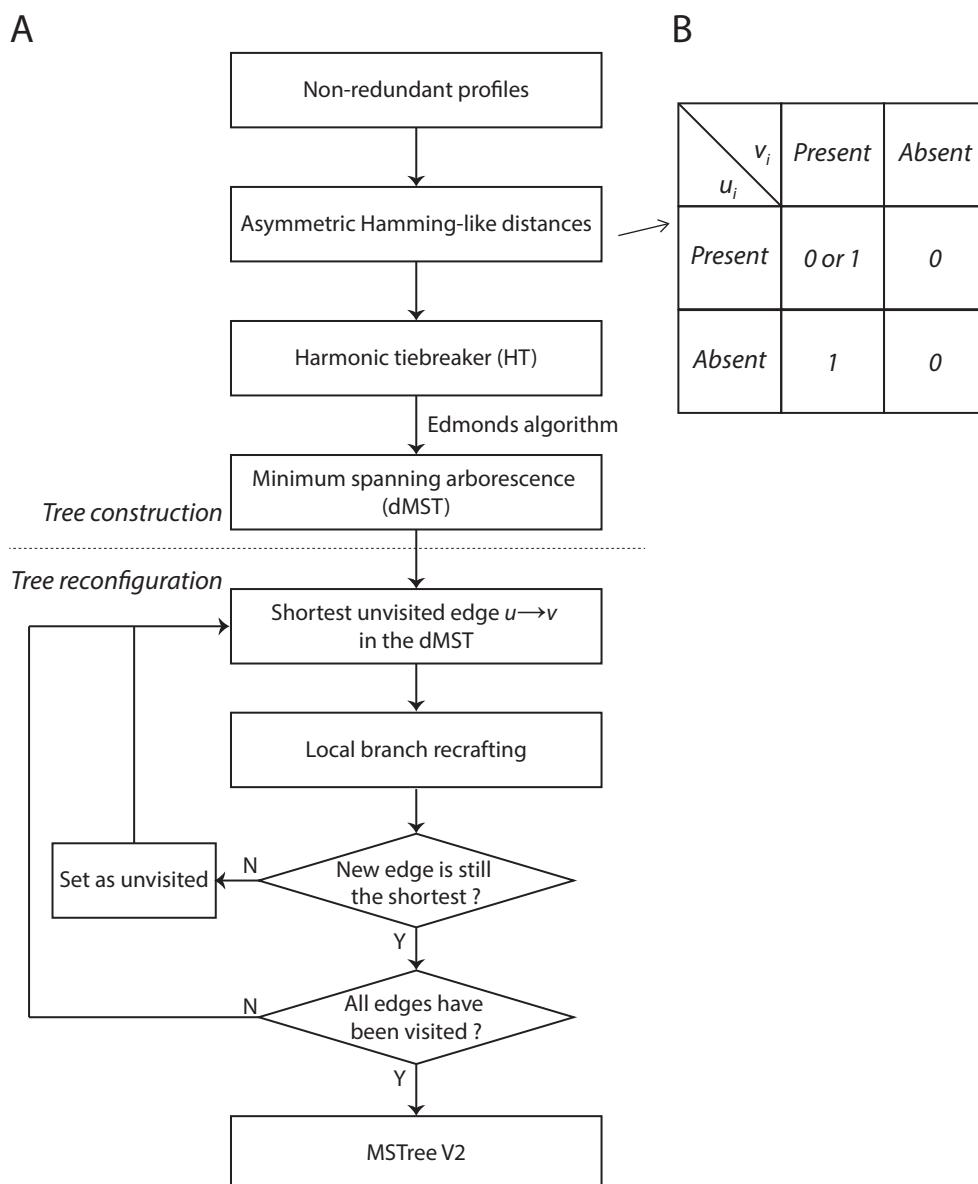 A
Non-redundant profiles
Asymmetric Hamming-like distances
Harmonic tiebreaker (HT)
Edmonds algorithm
Minimum spanning arborescence
(dMST)
Tree construction
Tree reconfiguration
Shortest unvisited edge u→v
in the dMST
Local branch recrafting
New edge is still
the shortest ?
N
Set as unvisited
Y
All edges have
been visited ?
N
Y
MSTree V2
B
v_i
u_i
Present Absent
Present 0 or 1 0
Absent 1 0